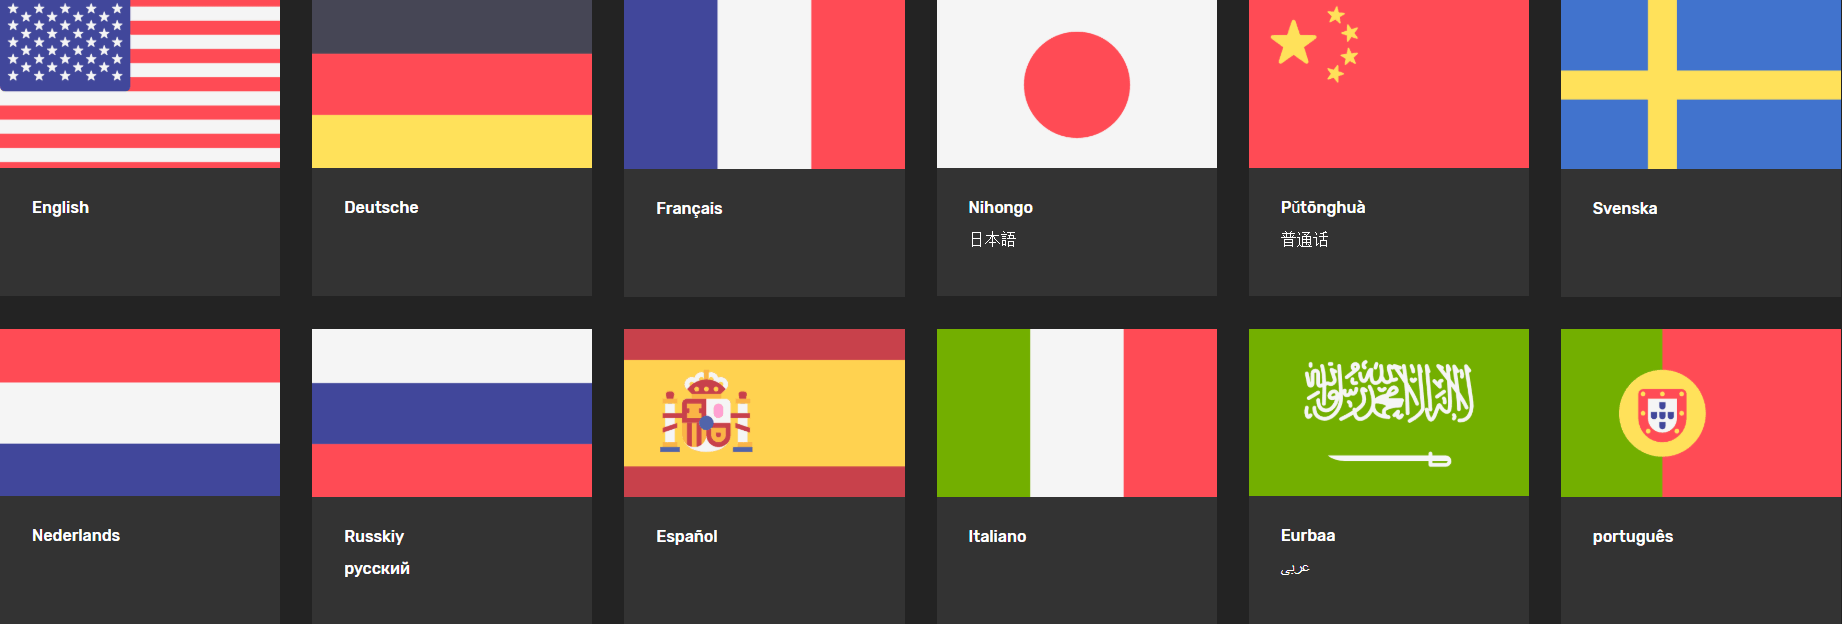 English
Deutsche
Français
Nihongo
日本語
Pǔtōnghuà
普通话
Svenska
Nederlands
Russkiy
русский
Español
Italiano
Eurbaa
عربى
português